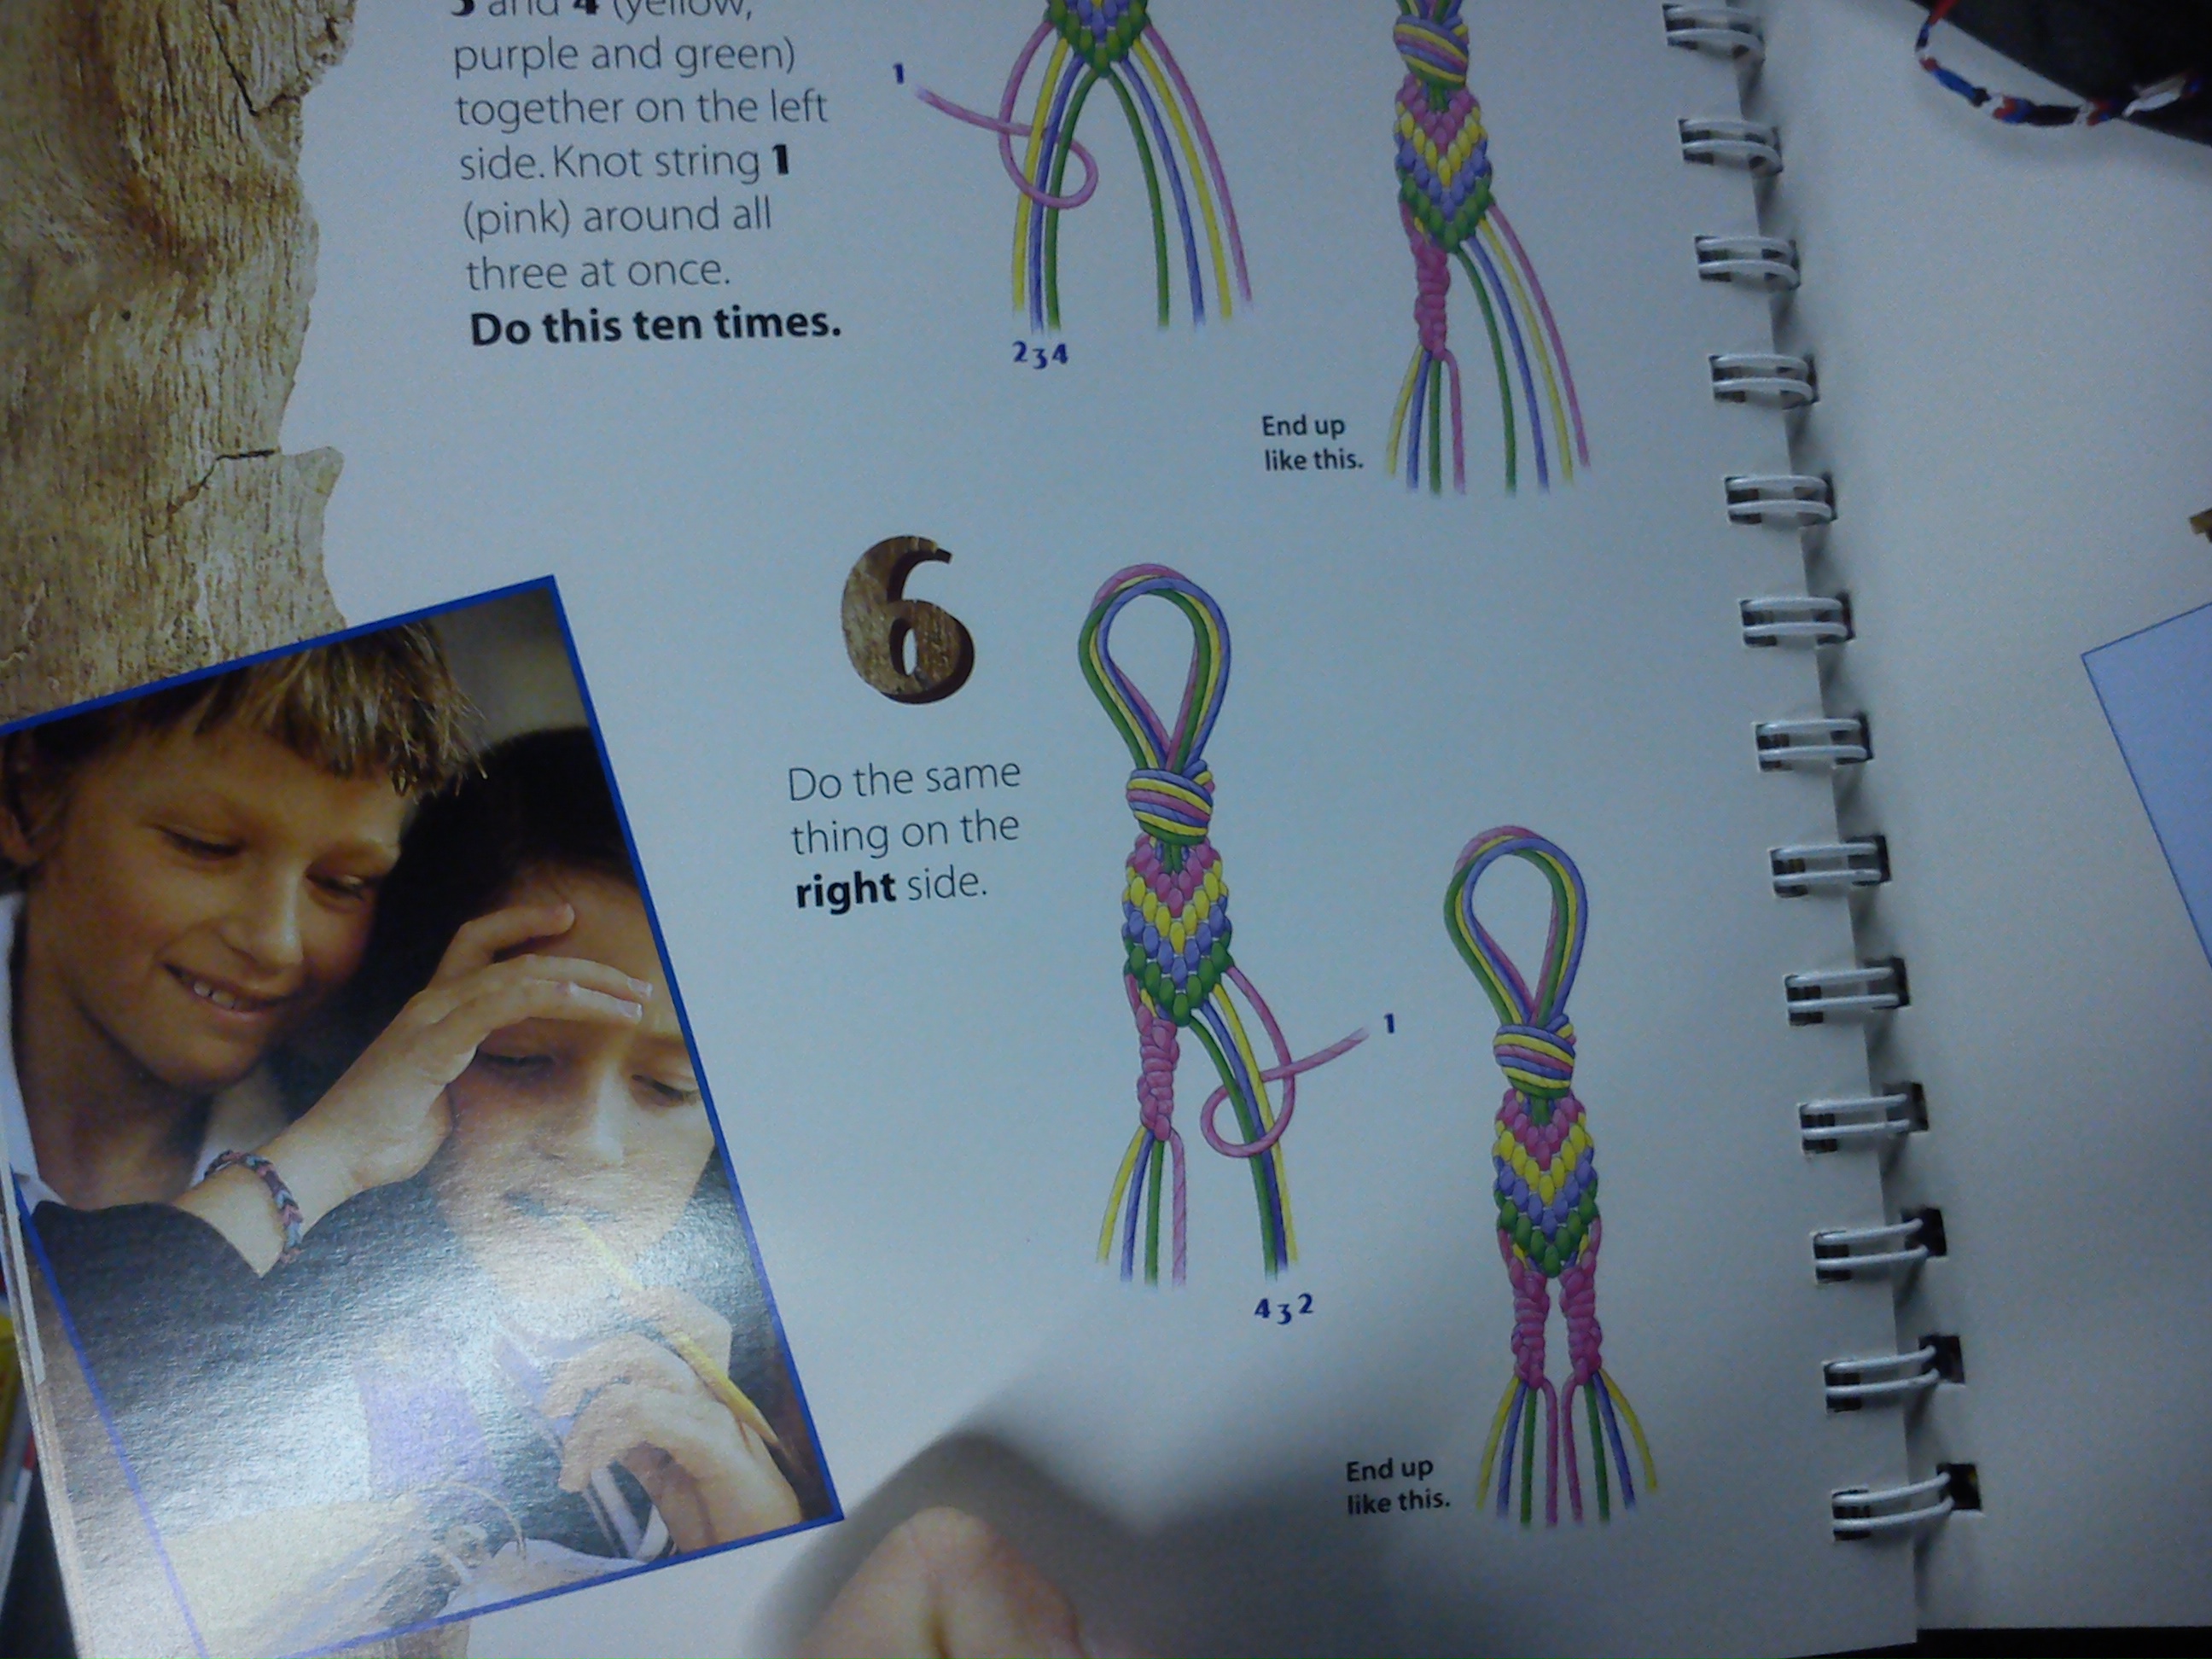 3 and 4 (yellow,
purple and green)
together on the left
side. Knot string 1
(pink) around all
three at once.
Do this ten times.
1
2 3 4
End up
like this.
6
Do the same
thing on the
right side.
4 3 2
1
End up
like this.